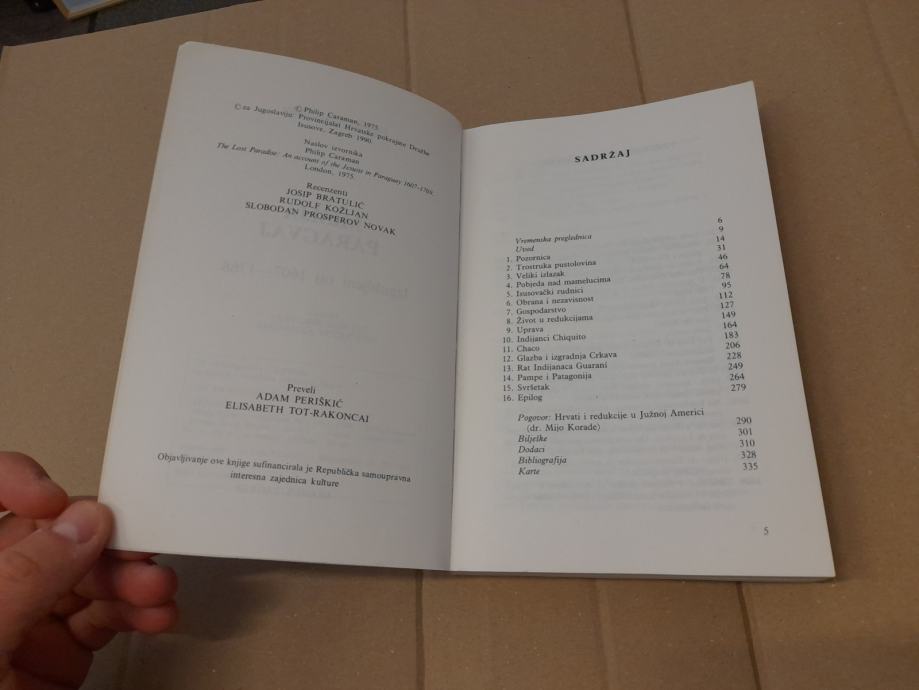 © Philip Caraman, 1975.
© za Jugoslaviju: Provincijalat Hrvatske pokrajine Družbe
Isusove, Zagreb 1990.
Naslov izvornika
Philip Caraman
The Lost Paradise: An account of the Jesuits in Paraguay 1607-1768.
London, 1975.
Recenzenti
JOSIP BRATULIĆ
RUDOLF KOŽLJAN
SLOBODAN PROSPEROV NOVAK
Preveli
ADAM PERIŠKIĆ
ELISABETH TOT-RAKONCAI
Objavljivanje ove knjige sufinancirala je Republička samoupravna
interesna zajednica kulture
SADRŽAJ
Vremenska preglednica 6
Uvod 9
1. Pozornica 14
2. Trostruka pustolovina 31
3. Veliki izlazak 46
4. Pobjeda nad mamelucima 64
5. Isusovački rudnici 78
6. Obrana i nezavisnost 95
7. Gospodarstvo 112
8. Život u redukcijama 127
9. Uprava 149
10. Indijanci Chiquito 164
11. Chaco 183
12. Glazba i izgradnja Crkava 206
13. Rat Indijanaca Guarani 228
14. Pampe i Patagonija 249
15. Svršetak 264
16. Epilog 279
Pogovor: Hrvati i redukcije u Južnoj Americi
(dr. Mijo Korade) 290
Bilješke 301
Dodaci 310
Bibliografija 328
Karte 335
5